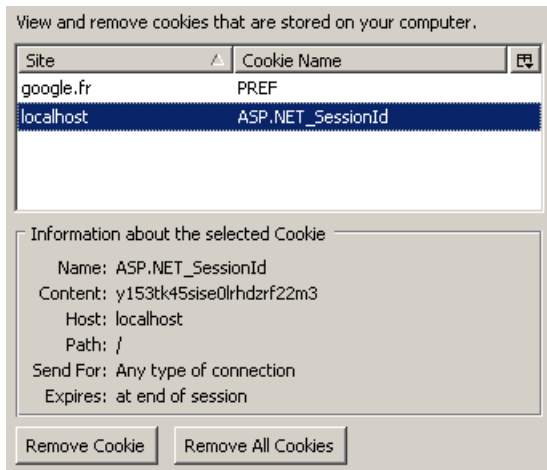 View and remove cookies that are stored on your computer.
Site Cookie Name
google.fr PREF
localhost ASP.NET_SessionId
Information about the selected Cookie
Name: ASP.NET_SessionId
Content: y153tk45sise0lrhdzrf22m3
Host: localhost
Path: /
Send For: Any type of connection
Expires: at end of session
Remove Cookie Remove All Cookies